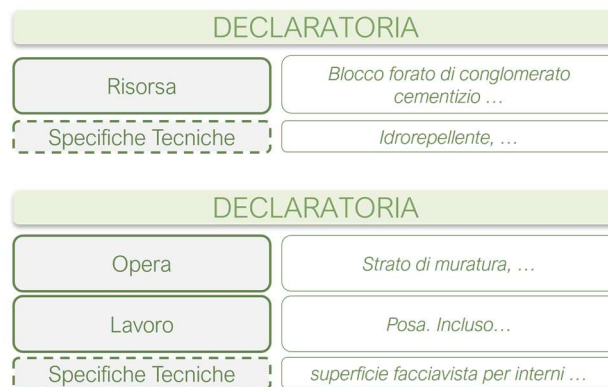 DECLARATORIA
Risorsa
Blocco forato di conglomerato
cementizio …
Specifiche Tecniche
Idrorepellente, …
DECLARATORIA
Opera
Strato di muratura, …
Lavoro
Posa. Incluso…
Specifiche Tecniche
superficie facciavista per interni …